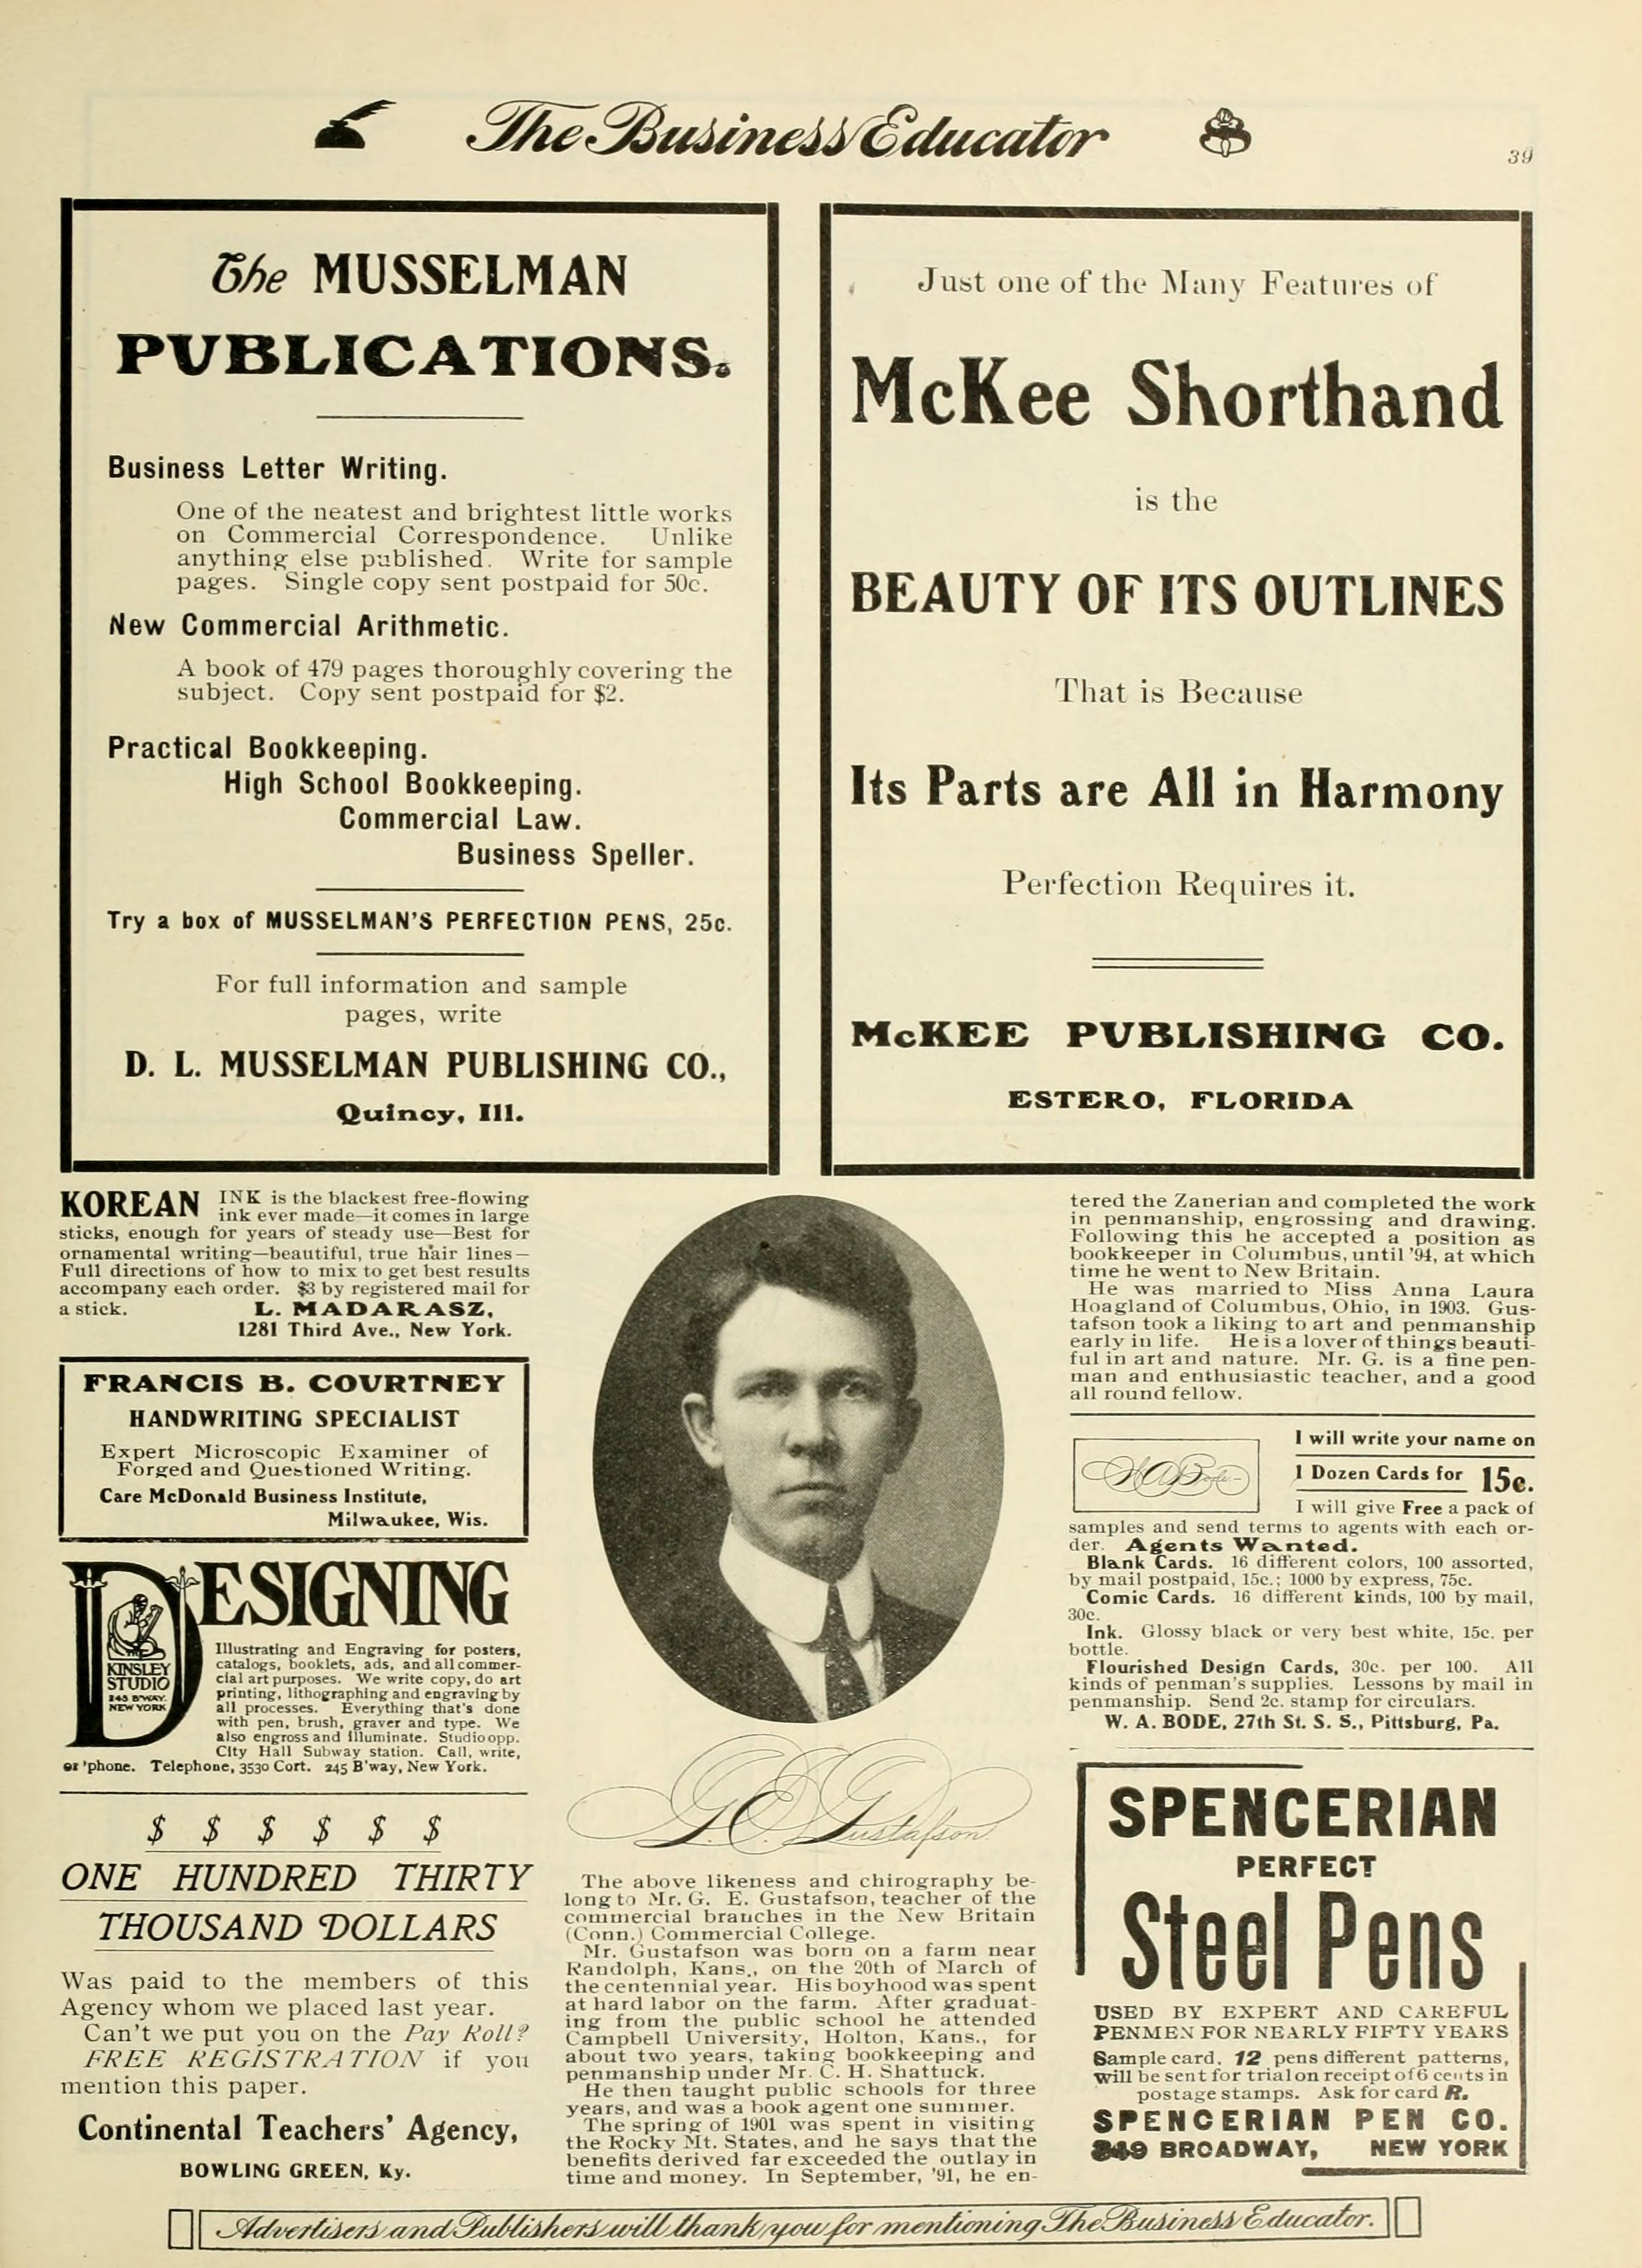 The Business Educator
39
The MUSSELMAN
PUBLICATIONS.
Business Letter Writing.
One of the neatest and brightest little works
on Commercial Correspondence. Unlike
anything else published. Write for sample
pages. Single copy sent postpaid for 50c.
New Commercial Arithmetic.
A book of 479 pages thoroughly covering the
subject. Copy sent postpaid for $2.
Practical Bookkeeping.
High School Bookkeeping.
Commercial Law.
Business Speller.
Try a box of MUSSELMAN'S PERFECTION PENS, 25c.
For full information and sample
pages, write
D. L. MUSSELMAN PUBLISHING CO.,
Quincy, Ill.
Just one of the Many Features of
McKee Shorthand
is the
BEAUTY OF ITS OUTLINES
That is Because
Its Parts are All in Harmony
Perfection Requires it.
McKEE PUBLISHING CO.
ESTERO, FLORIDA
KOREAN INK is the blackest free-flowing
ink ever made—it comes in large
sticks, enough for years of steady use—Best for
ornamental writing—beautiful, true hair lines—
Full directions of how to mix to get best results
accompany each order. $3 by registered mail for
a stick. L. MADARASZ,
1281 Third Ave., New York.
FRANCIS B. COURTNEY
HANDWRITING SPECIALIST
Expert Microscopic Examiner of
Forged and Questioned Writing.
Care McDonald Business Institute,
Milwaukee, Wis.
DESIGNING
KINSLEY
STUDIO
245 B'WAY.
NEW YORK
Illustrating and Engraving for posters,
catalogs, booklets, ads, and all commer-
cial art purposes. We write copy, do art
printing, lithographing and engraving by
all processes. Everything that's done
with pen, brush, graver and type. We
also engross and illuminate. Studio opp.
City Hall Subway station. Call, write,
or 'phone. Telephone, 3530 Cort. 245 B'way, New York.
$ $ $ $ $ $
ONE HUNDRED THIRTY
THOUSAND DOLLARS
Was paid to the members of this
Agency whom we placed last year.
Can't we put you on the Pay Roll?
FREE REGISTRATION if you
mention this paper.
Continental Teachers' Agency,
BOWLING GREEN, Ky.
G. E. Gustafson
The above likeness and chirography be-
long to Mr. G. E. Gustafson, teacher of the
commercial branches in the New Britain
(Conn.) Commercial College.
Mr. Gustafson was born on a farm near
Randolph, Kans., on the 20th of March of
the centennial year. His boyhood was spent
at hard labor on the farm. After graduat-
ing from the public school he attended
Campbell University, Holton, Kans., for
about two years, taking bookkeeping and
penmanship under Mr. C. H. Shattuck.
He then taught public schools for three
years, and was a book agent one summer.
The spring of 1901 was spent in visiting
the Rocky Mt. States, and he says that the
benefits derived far exceeded the outlay in
time and money. In September, '91, he en-
tered the Zanerian and completed the work
in penmanship, engrossing and drawing.
Following this he accepted a position as
bookkeeper in Columbus, until '94, at which
time he went to New Britain.
He was married to Miss Anna Laura
Hoagland of Columbus, Ohio, in 1903. Gus-
tafson took a liking to art and penmanship
early in life. He is a lover of things beauti-
ful in art and nature. Mr. G. is a fine pen-
man and enthusiastic teacher, and a good
all round fellow.
W. A. Bode
I will write your name on
1 Dozen Cards for 15c.
I will give Free a pack of
samples and send terms to agents with each or-
der. Agents Wanted.
Blank Cards. 16 different colors, 100 assorted,
by mail postpaid, 15c.; 1000 by express, 75c.
Comic Cards. 16 different kinds, 100 by mail,
30c.
Ink. Glossy black or very best white, 15c. per
bottle.
Flourished Design Cards, 30c. per 100. All
kinds of penman's supplies. Lessons by mail in
penmanship. Send 2c. stamp for circulars.
W. A. BODE, 27th St. S. S., Pittsburg, Pa.
SPENCERIAN
PERFECT
Steel Pens
USED BY EXPERT AND CAREFUL
PENMEN FOR NEARLY FIFTY YEARS
Sample card, 12 pens different patterns,
will be sent for trial on receipt of 6 cents in
postage stamps. Ask for card R.
SPENCERIAN PEN CO.
349 BROADWAY, NEW YORK
Advertisers and Publishers will thank you for mentioning The Business Educator.